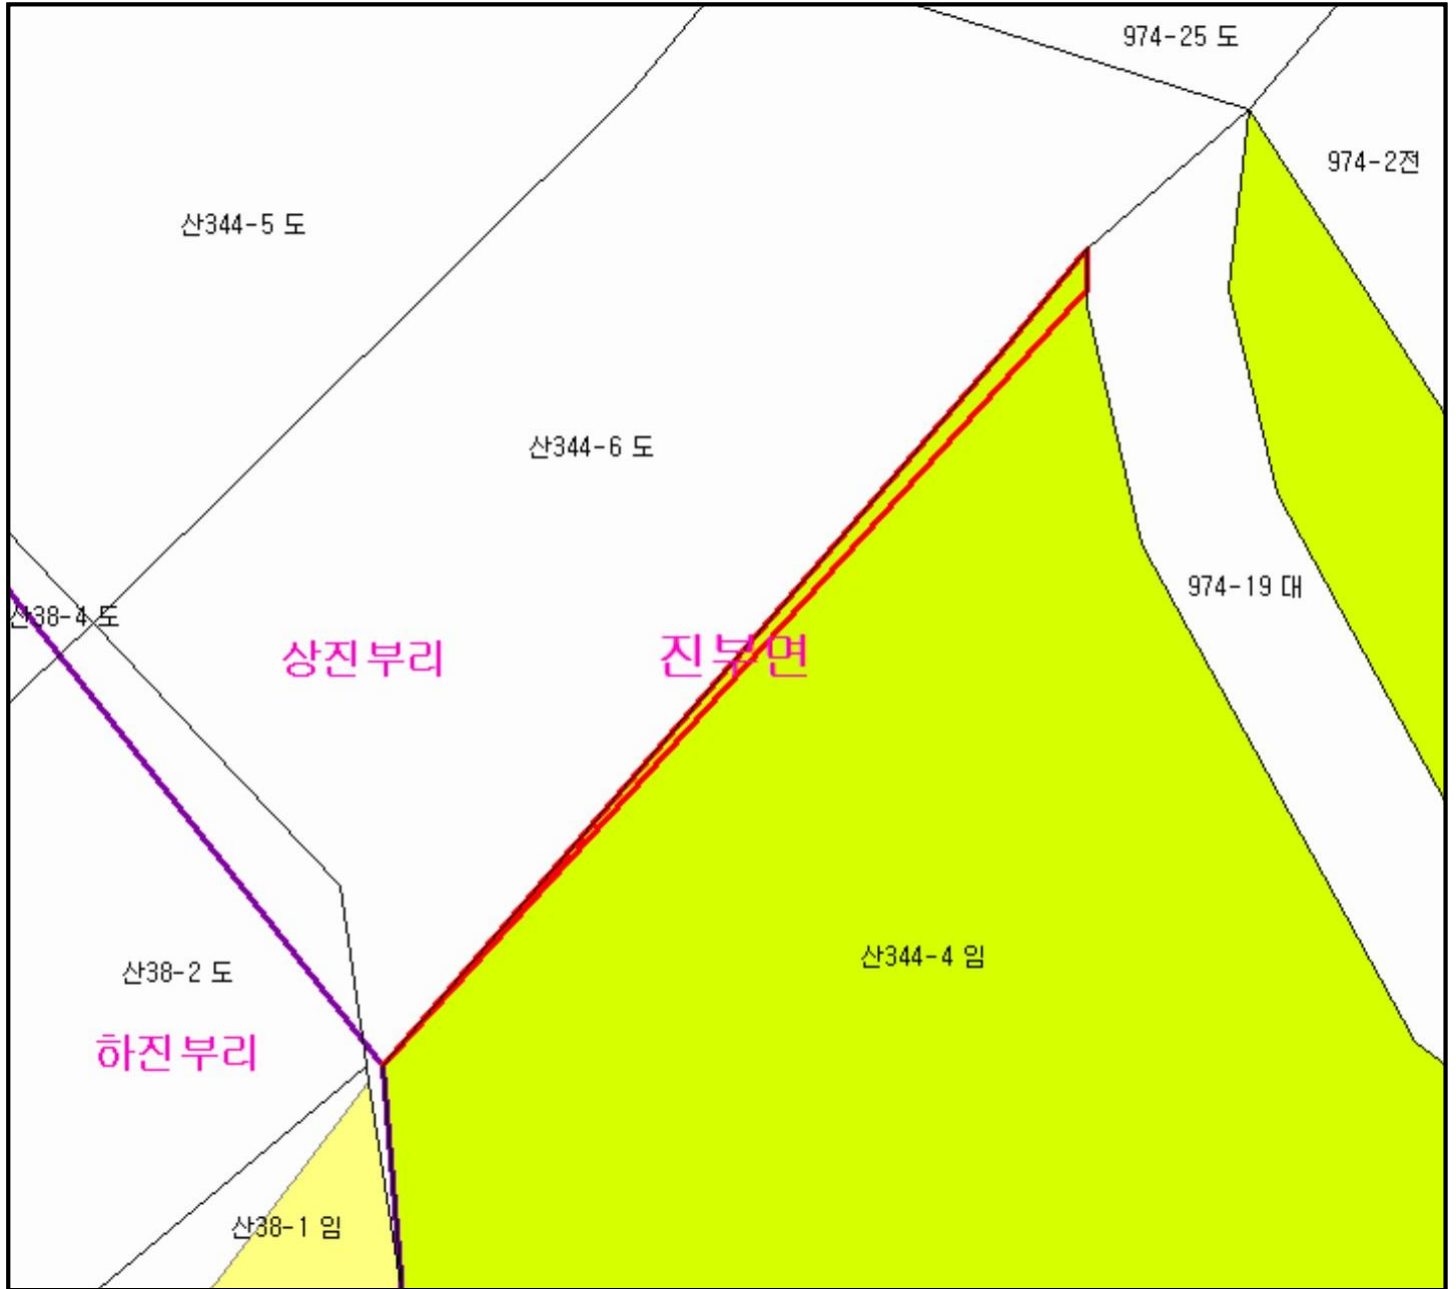 974-25 도
974-2전
산344-5 도
산344-6 도
974-19 대
산38-4 도
상진부리
진부면
산344-4 임
산38-2 도
하진부리
산38-1 임